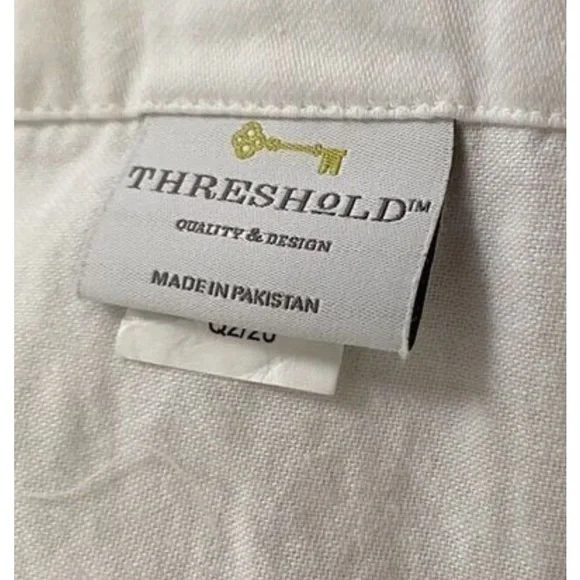 THRESHOLD™
QUALITY & DESIGN
MADE IN PAKISTAN
Q2/20